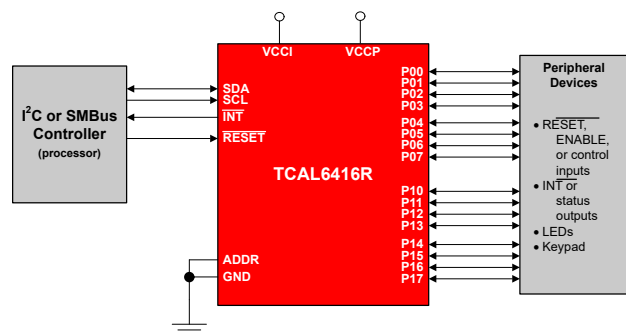 VCCI
VCCP
I²C or SMBus
Controller
(processor)
SDA
SCL
INT
RESET
TCAL6416R
ADDR
GND
P00
P01
P02
P03
P04
P05
P06
P07
P10
P11
P12
P13
P14
P15
P16
P17
Peripheral
Devices
• RESET,
ENABLE,
or control
inputs
• INT or
status
outputs
• LEDs
• Keypad